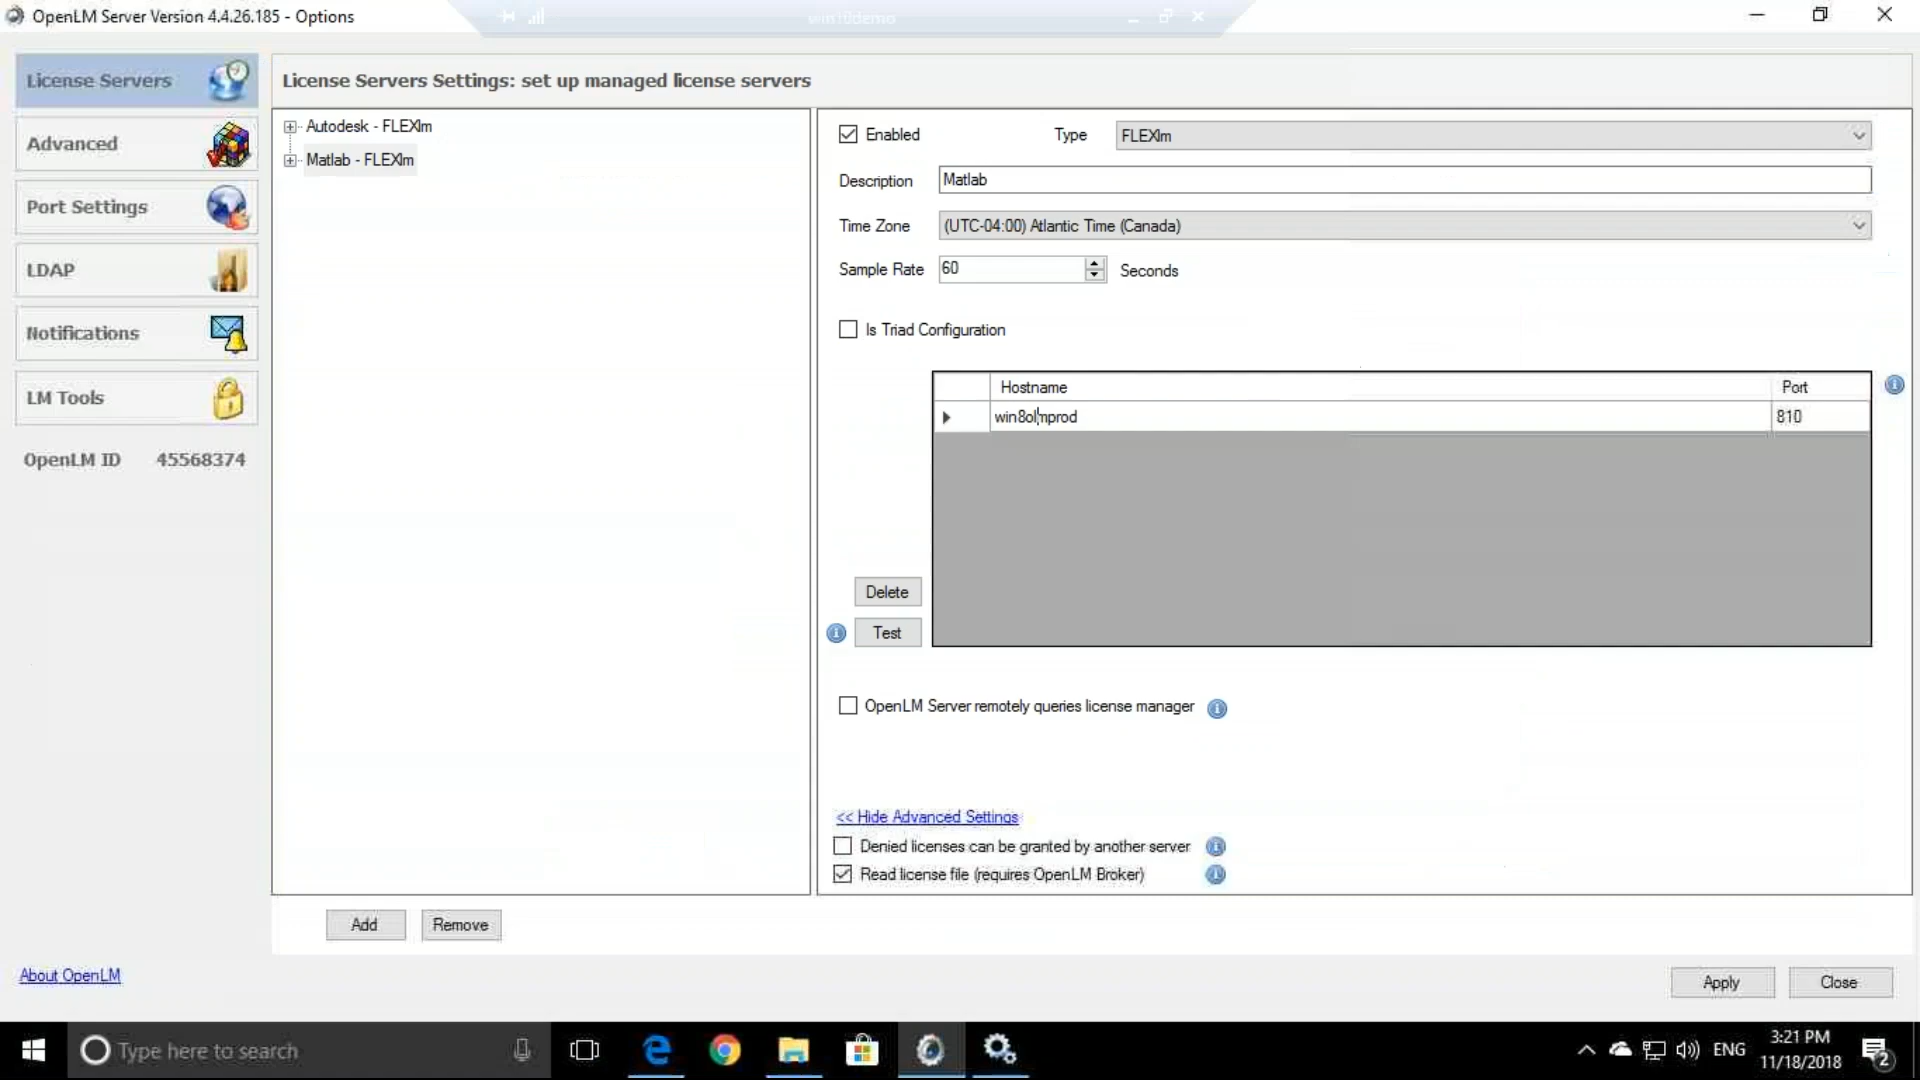 OpenLM Server Version 4.4.26.185 - Options
win10demo
License Servers
Advanced
Port Settings
LDAP
Notifications
LM Tools
OpenLM ID 45568374
License Servers Settings: set up managed license servers
Autodesk - FLEXlm
Matlab - FLEXlm
Enabled
Type FLEXlm
Description Matlab
Time Zone (UTC-04:00) Atlantic Time (Canada)
Sample Rate 60 Seconds
Is Triad Configuration
Hostname Port
win8olmprod 810
Delete
Test
OpenLM Server remotely queries license manager
<< Hide Advanced Settings
Denied licenses can be granted by another server
Read license file (requires OpenLM Broker)
Add Remove
About OpenLM
Apply Close
Type here to search
ENG
3:21 PM
11/18/2018
2